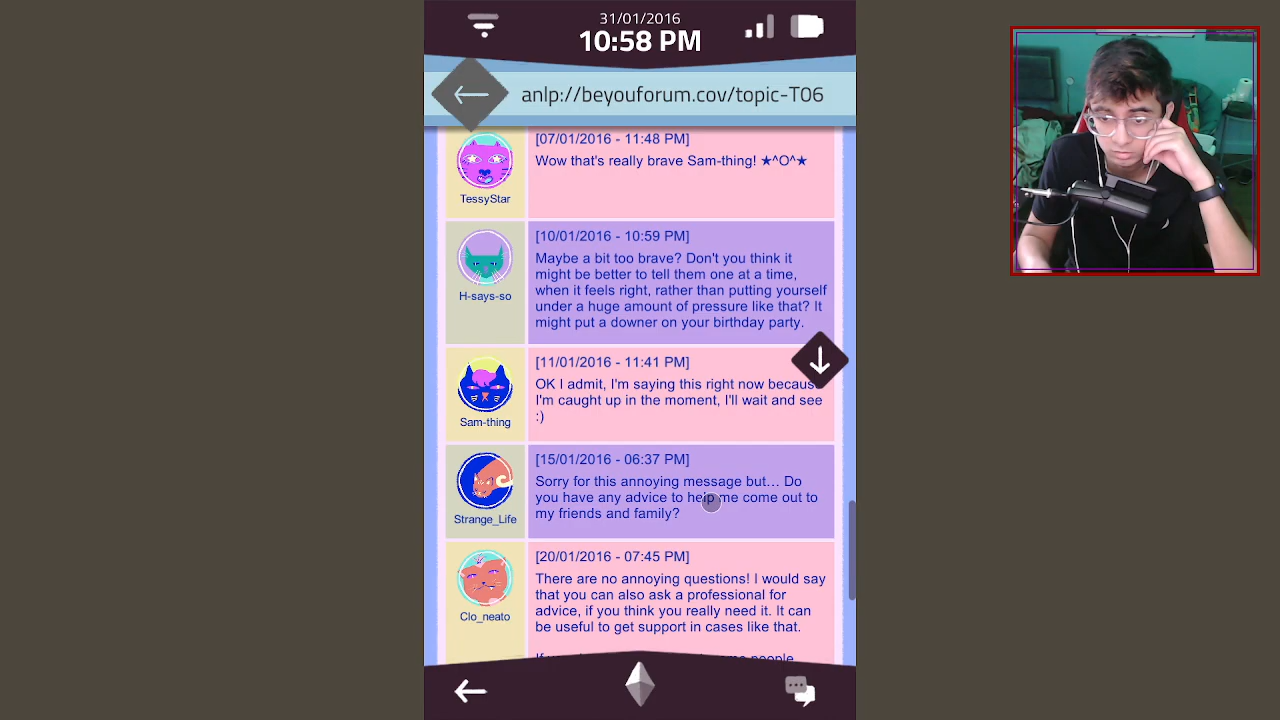 31/01/2016
10:58 PM
anlp://beyouforum.cov/topic-T06
[07/01/2016 - 11:48 PM]
Wow that's really brave Sam-thing! ★^O^★
TessyStar
[10/01/2016 - 10:59 PM]
Maybe a bit too brave? Don't you think it
might be better to tell them one at a time,
when it feels right, rather than putting yourself
under a huge amount of pressure like that? It
might put a downer on your birthday party.
H-says-so
[11/01/2016 - 11:41 PM]
OK I admit, I'm saying this right now becaus
I'm caught up in the moment, I'll wait and see
:)
Sam-thing
[15/01/2016 - 06:37 PM]
Sorry for this annoying message but… Do
you have any advice to help me come out to
my friends and family?
Strange_Life
[20/01/2016 - 07:45 PM]
There are no annoying questions! I would say
that you can also ask a professional for
advice, if you think you really need it. It can
be useful to get support in cases like that.
Clo_neato
people